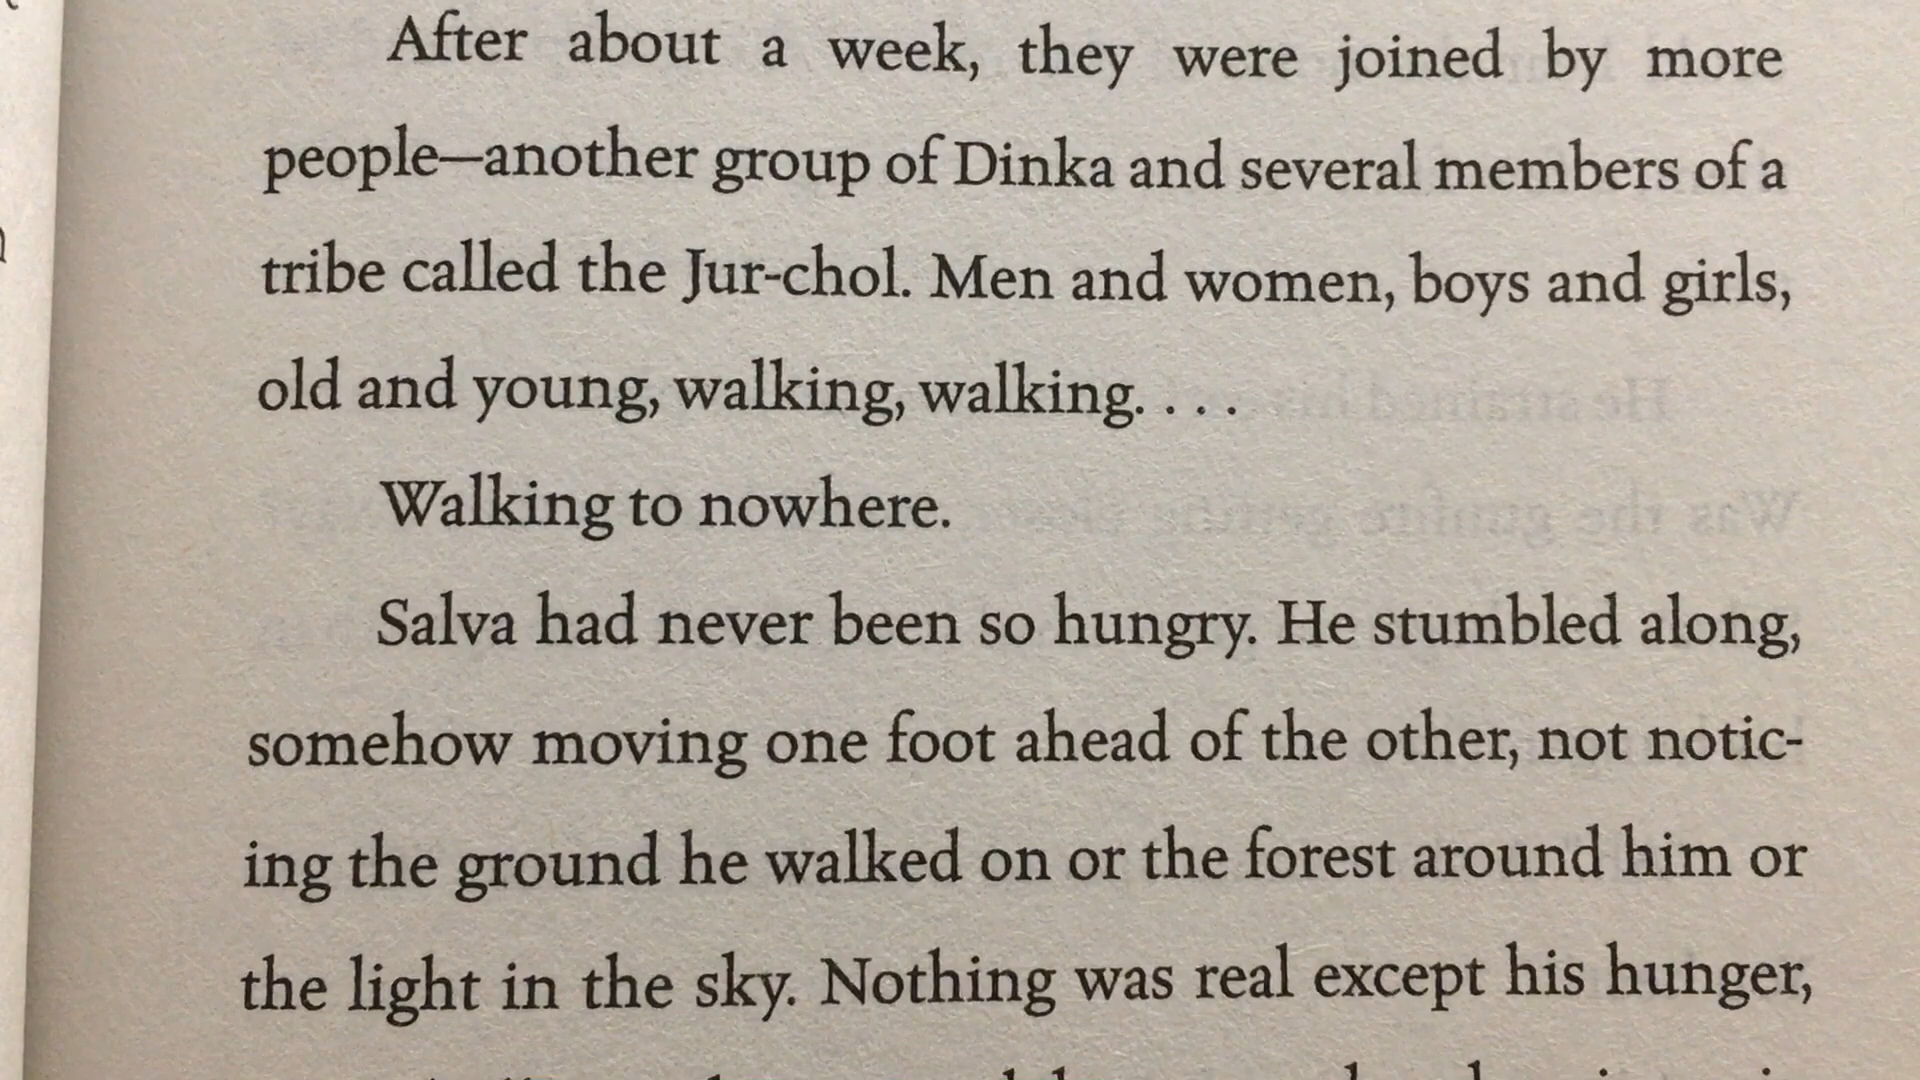 After about a week, they were joined by more
people—another group of Dinka and several members of a
tribe called the Jur-chol. Men and women, boys and girls,
old and young, walking, walking. . . .
Walking to nowhere.
Salva had never been so hungry. He stumbled along,
somehow moving one foot ahead of the other, not notic-
ing the ground he walked on or the forest around him or
the light in the sky. Nothing was real except his hunger,